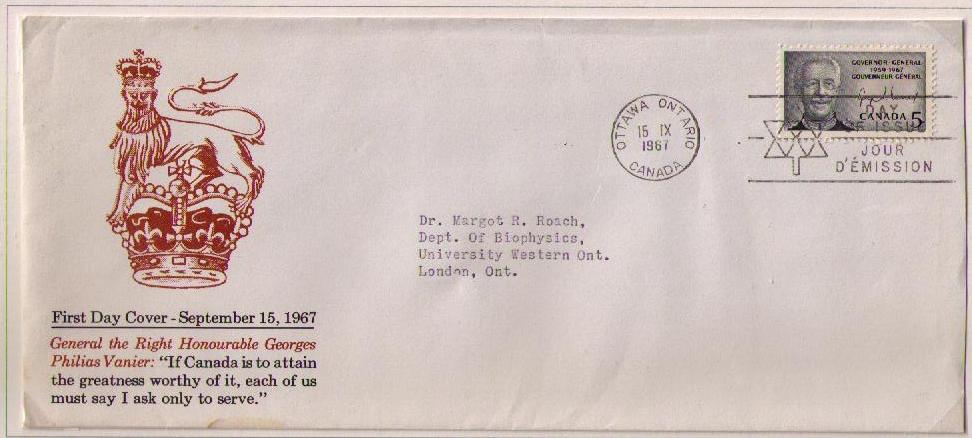 GOVERNOR GENERAL
1959-1967
GOUVERNEUR GÉNÉRAL
CANADA 5
DAY
OF ISSUE
JOUR
D'ÉMISSION
OTTAWA ONTARIO
15 IX
1967
CANADA
Dr. Margot R. Roach,
Dept. Of Biophysics,
University Western Ont.
London, Ont.
First Day Cover - September 15, 1967
General the Right Honourable Georges
Philias Vanier: “If Canada is to attain
the greatness worthy of it, each of us
must say I ask only to serve.”